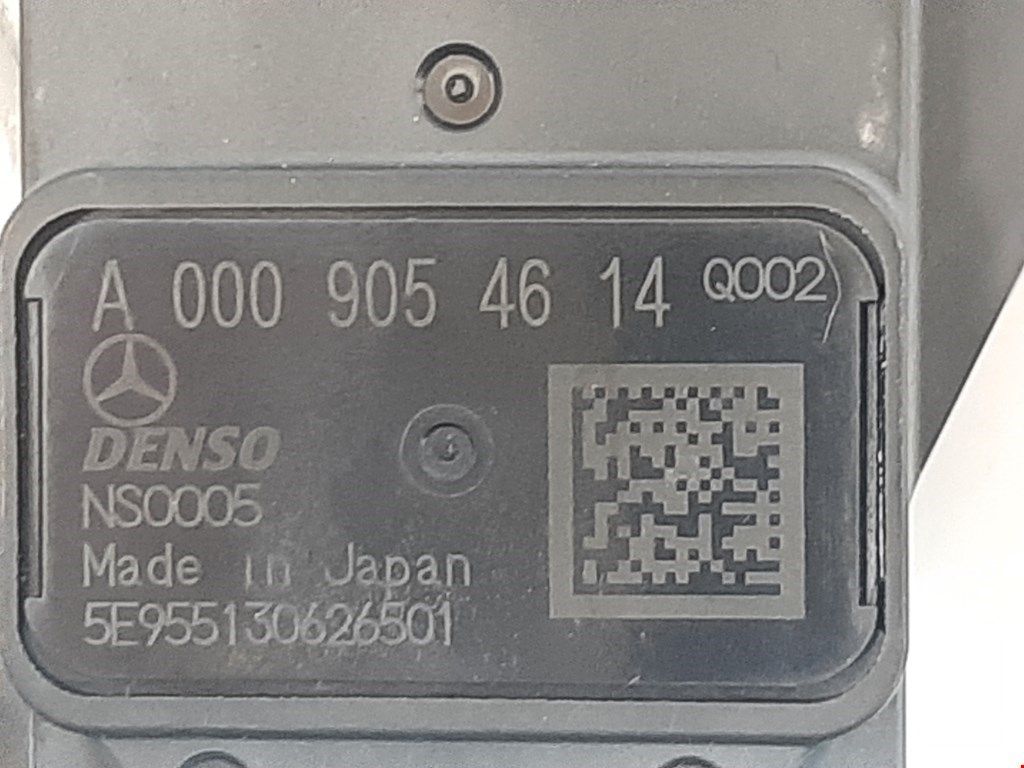 A 000 905 46 14 Q002
DENSO
NS0005
Made in Japan
5E955130626501